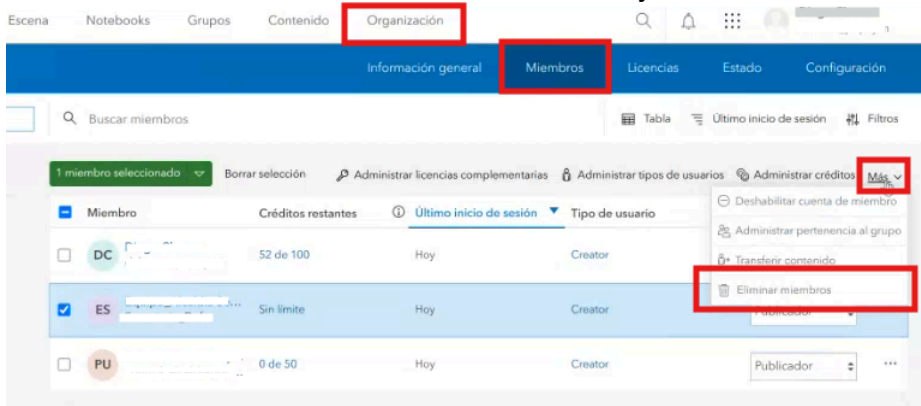 Escena Notebooks Grupos Contenido Organización
Información general Miembros Licencias Estado Configuración
Buscar miembros Tabla Último inicio de sesión Filtros
1 miembro seleccionado Borrar selección Administrar licencias complementarias Administrar tipos de usuarios Administrar créditos Más
Miembro Créditos restantes Último inicio de sesión Tipo de usuario
Deshabilitar cuenta de miembro
Administrar pertenencia al grupo
Transferir contenido
Eliminar miembros
DC 52 de 100 Hoy Creator
ES Sin límite Hoy Creator Publicador
PU 0 de 50 Hoy Creator Publicador